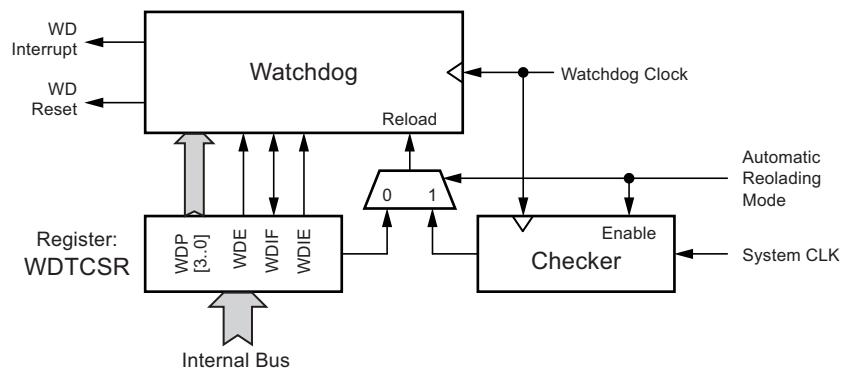 WD
Interrupt
Watchdog
Watchdog Clock
WD
Reset
Reload
Automatic
Reolading
Mode
0 1
Register:
WDTCSR
WDP
[3..0]
WDE
WDIF
WDIE
Enable
Checker
System CLK
Internal Bus